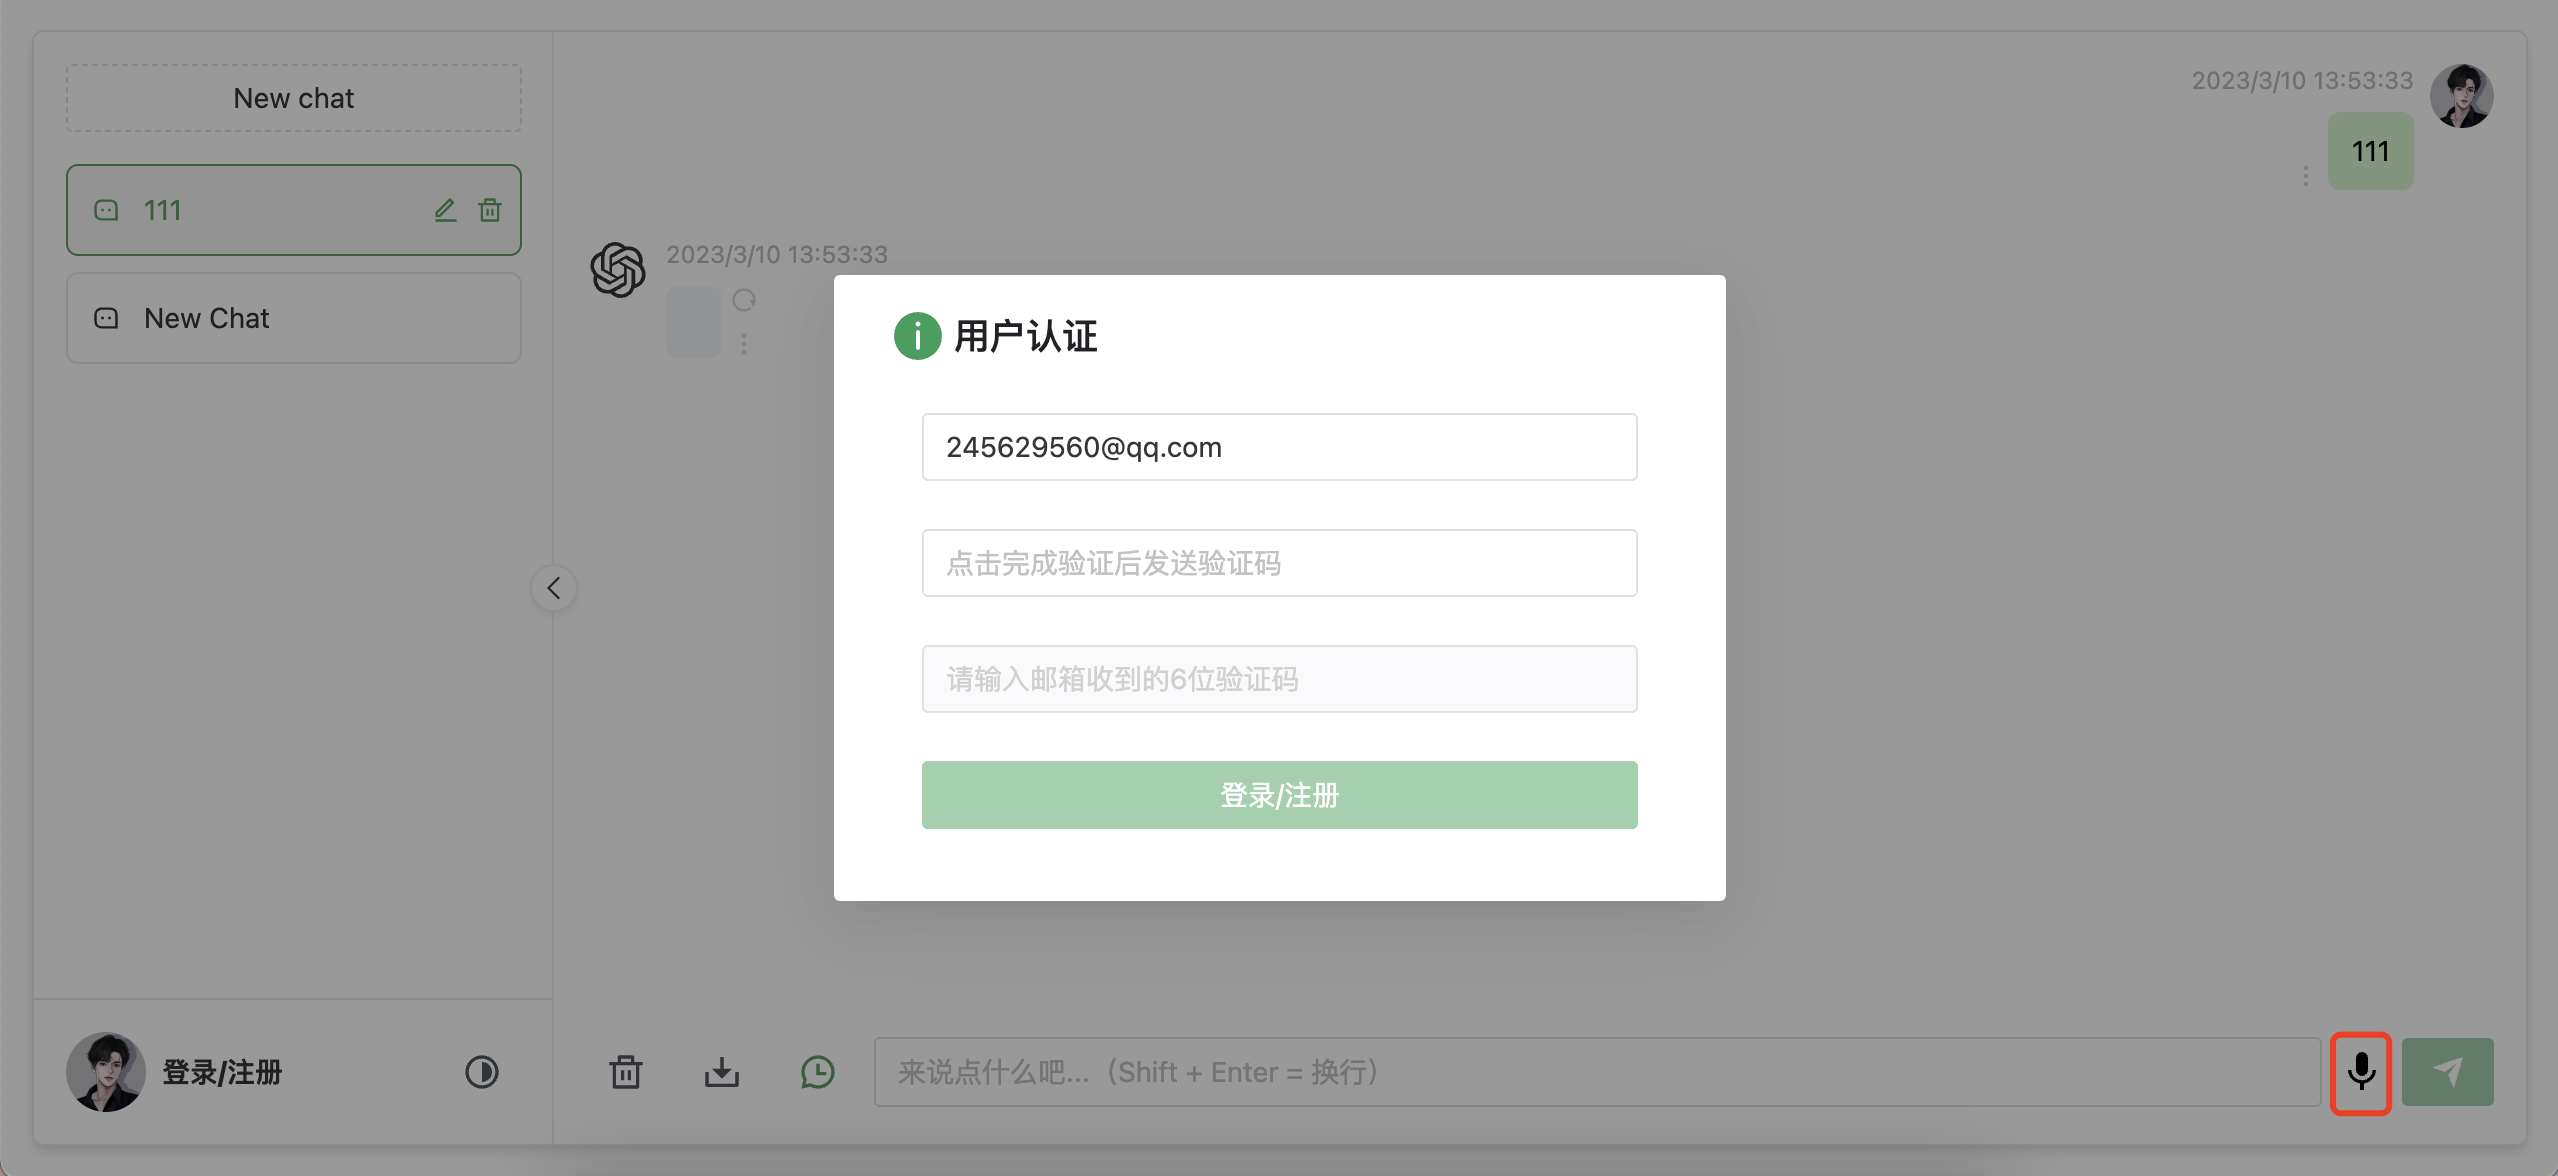 New chat
111
New Chat
登录/注册
2023/3/10 13:53:33
111
2023/3/10 13:53:33
用户认证
245629560@qq.com
点击完成验证后发送验证码
请输入邮箱收到的6位验证码
登录/注册
来说点什么吧...（Shift + Enter = 换行）